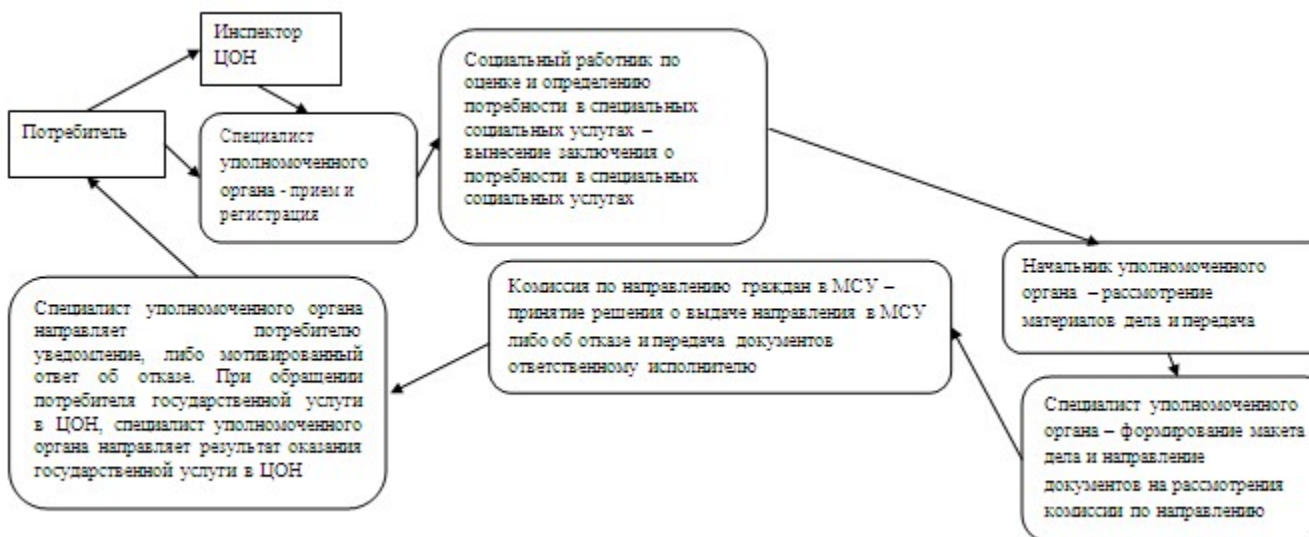 Инспектор
ЦОН
Потребитель
Специалист
уполномоченного
органа - прием и
регистрация
Социальный работник по
оценке и определению
потребности в специальных
социальных услугах –
вынесение заключения о
потребности в специальных
социальных услугах
Начальник уполномоченного
органа – рассмотрение
материалов дела и передача
Специалист уполномоченного
органа – формирование макета
дела и направление
документов на рассмотрения
комиссии по направлению
Комиссия по направлению граждан в МСУ –
принятие решения о выдаче направления в МСУ
либо об отказе и передача документов
ответственному исполнителю
Специалист уполномоченного органа
направляет потребителю
уведомление, либо мотивированный
ответ об отказе. При обращении
потребителя государственной услуги
в ЦОН, специалист уполномоченного
органа направляет результат оказания
государственной услуги в ЦОН